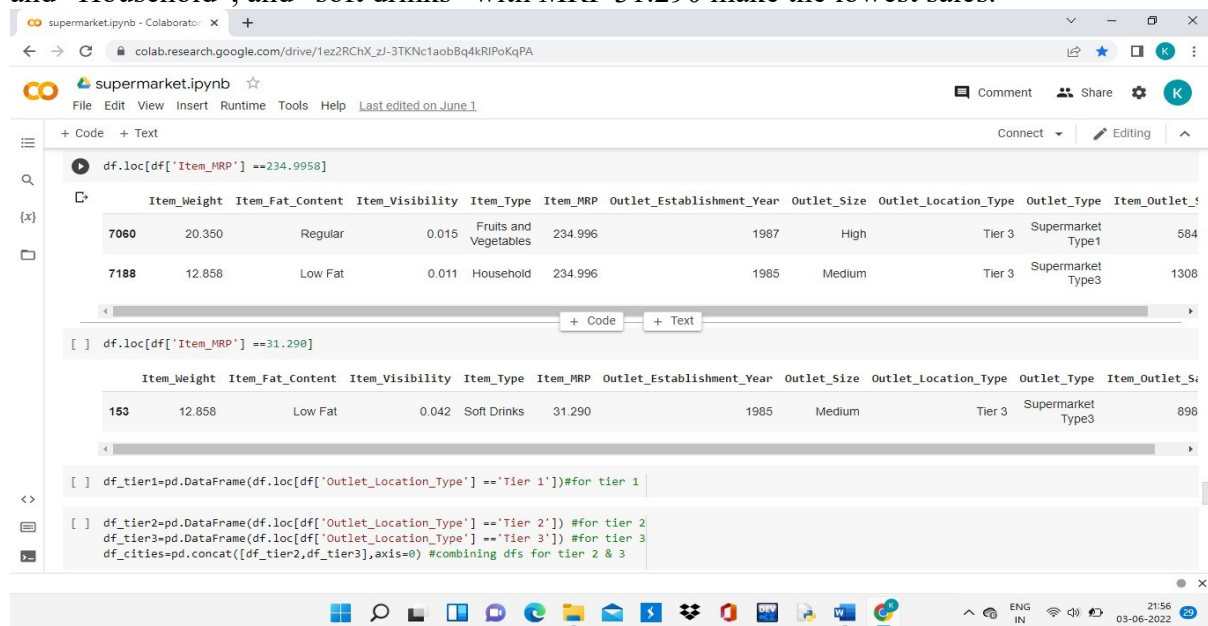 and "Household", and "soft drinks" with MRP 31.290 make the lowest sales.
supermarket.ipynb - Colaborator
colab.research.google.com/drive/1ez2RChX_zJ-3TKNc1aobBq4kRIPoKqPA
K
CO supermarket.ipynb
Comment Share K
File Edit View Insert Runtime Tools Help Last edited on June 1
+ Code + Text Connect Editing
df.loc[df['Item_MRP'] ==234.9958]
Item_Weight Item_Fat_Content Item_Visibility Item_Type Item_MRP Outlet_Establishment_Year Outlet_Size Outlet_Location_Type Outlet_Type Item_Outlet_S
7060 20.350 Regular 0.015 Fruits and Vegetables 234.996 1987 High Tier 3 Supermarket Type1 584
7188 12.858 Low Fat 0.011 Household 234.996 1985 Medium Tier 3 Supermarket Type3 1308
+ Code + Text
[ ] df.loc[df['Item_MRP'] ==31.290]
Item_Weight Item_Fat_Content Item_Visibility Item_Type Item_MRP Outlet_Establishment_Year Outlet_Size Outlet_Location_Type Outlet_Type Item_Outlet_Sa
153 12.858 Low Fat 0.042 Soft Drinks 31.290 1985 Medium Tier 3 Supermarket Type3 898
[ ] df_tier1=pd.DataFrame(df.loc[df['Outlet_Location_Type'] =='Tier 1'])#for tier 1
[ ] df_tier2=pd.DataFrame(df.loc[df['Outlet_Location_Type'] =='Tier 2']) #for tier 2
df_tier3=pd.DataFrame(df.loc[df['Outlet_Location_Type'] =='Tier 3']) #for tier 3
df_cities=pd.concat([df_tier2,df_tier3],axis=0) #combining dfs for tier 2 & 3
DEV
ENG
IN
21:56
03-06-2022
29